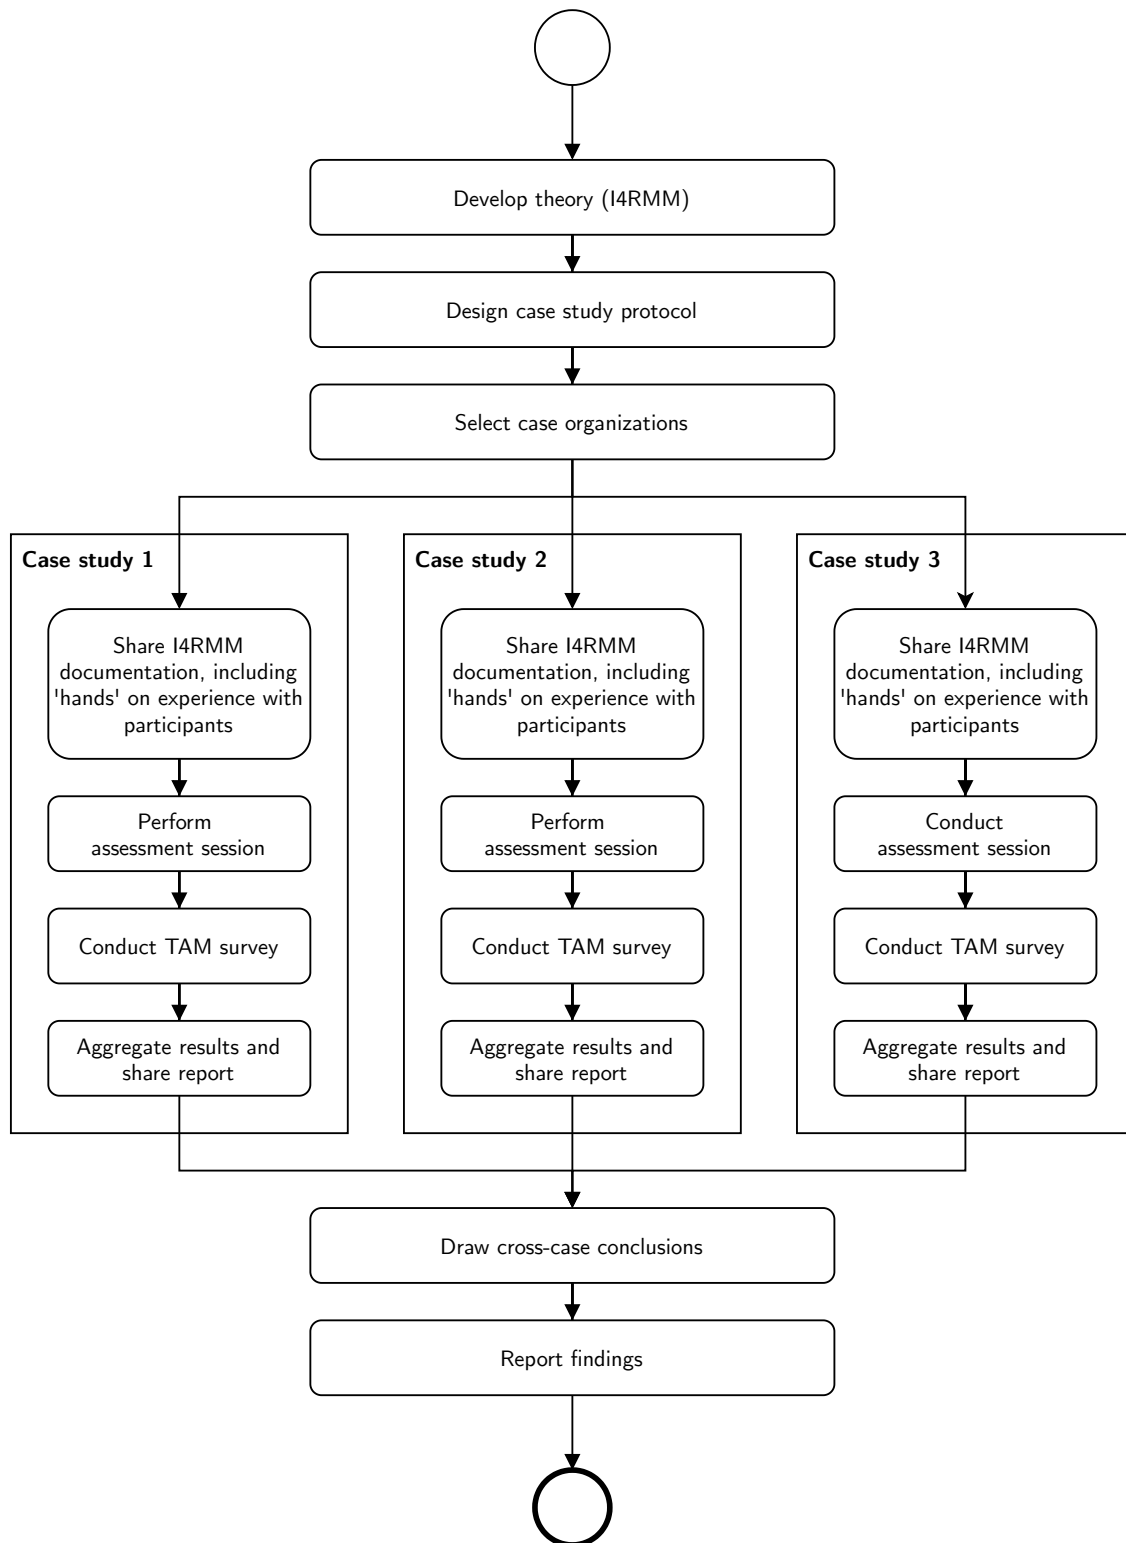 Develop theory (I4RMM)
Design case study protocol
Select case organizations
Case study 1
Share I4RMM
documentation, including
'hands' on experience with
participants
Perform
assessment session
Conduct TAM survey
Aggregate results and
share report
Case study 2
Share I4RMM
documentation, including
'hands' on experience with
participants
Perform
assessment session
Conduct TAM survey
Aggregate results and
share report
Case study 3
Share I4RMM
documentation, including
'hands' on experience with
participants
Conduct
assessment session
Conduct TAM survey
Aggregate results and
share report
Draw cross-case conclusions
Report findings